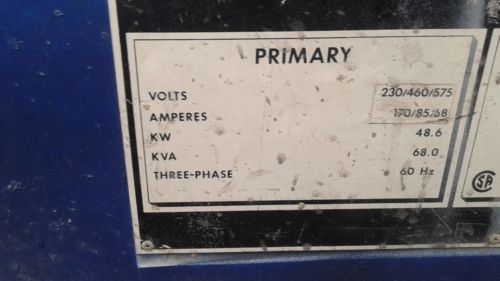 PRIMARY
VOLTS 230/460/575
AMPERES 170/85/68
KW 48.6
KVA 68.0
THREE-PHASE 60 Hz
SA